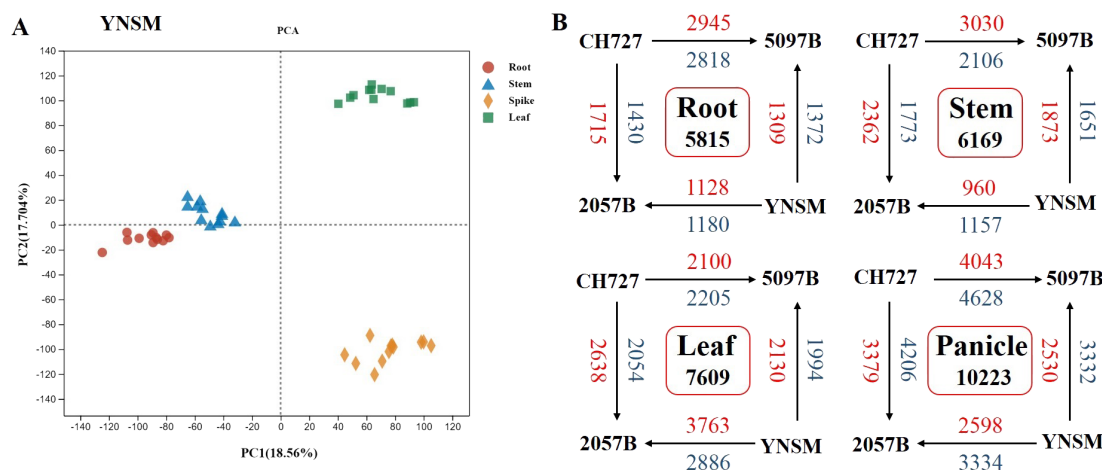 A
YNSM
PCA
140
120
100
80
60
40
20
0
-20
-40
-60
-80
-100
-120
-140
PC2(17.704%)
-140
-120
-100
-80
-60
-40
-20
0
20
40
60
80
100
120
PC1(18.56%)
Root
Stem
Spike
Leaf
B
2945
CH727
5097B
2818
1715
1430
Root
5815
1309
1372
1128
2057B
YNSM
1180
3030
CH727
5097B
2106
2362
1773
Stem
6169
1873
1651
960
2057B
YNSM
1157
2100
CH727
5097B
2205
2638
2054
Leaf
7609
2130
1994
3763
2057B
YNSM
2886
4043
CH727
5097B
4628
3379
4206
Panicle
10223
2530
3332
2598
2057B
YNSM
3334